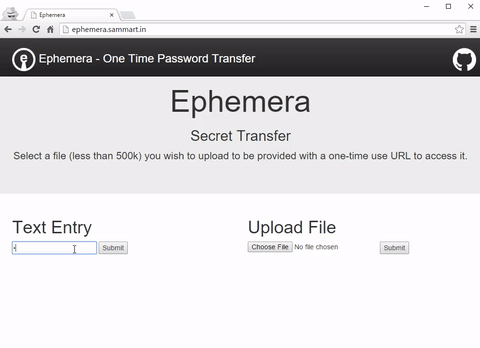 Ephemera
ephemera.sammart.in
Ephemera - One Time Password Transfer
Ephemera
Secret Transfer
Select a file (less than 500k) you wish to upload to be provided with a one-time use URL to access it.
Text Entry
Submit
Upload File
Choose File No file chosen
Submit